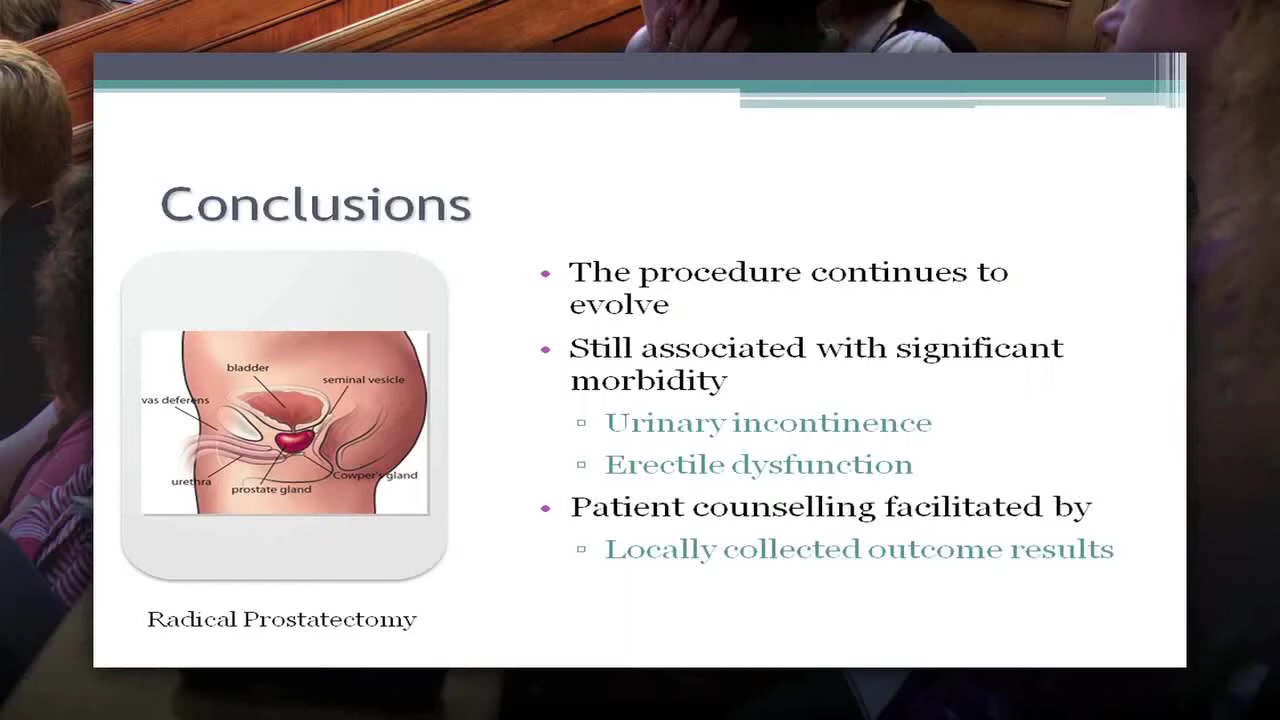 Conclusions
bladder
seminal vesicle
vas deferens
urethra
prostate gland
Cowper's gland
Radical Prostatectomy
The procedure continues to
evolve
Still associated with significant
morbidity
Urinary incontinence
Erectile dysfunction
Patient counselling facilitated by
Locally collected outcome results